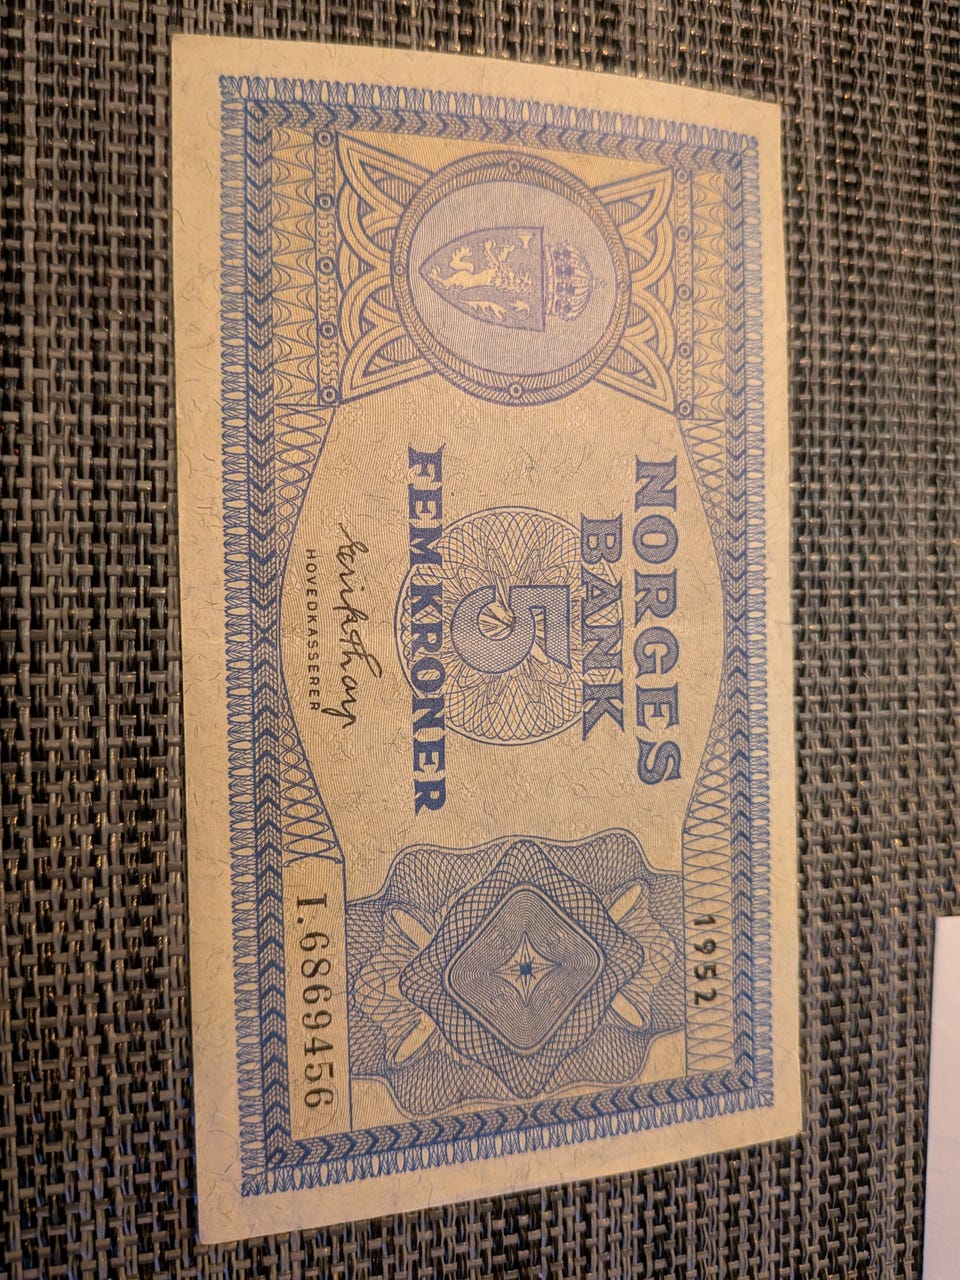 1952
NORGES
BANK
5
FEM KRONER
HOVEDKASSERER
I.6869456